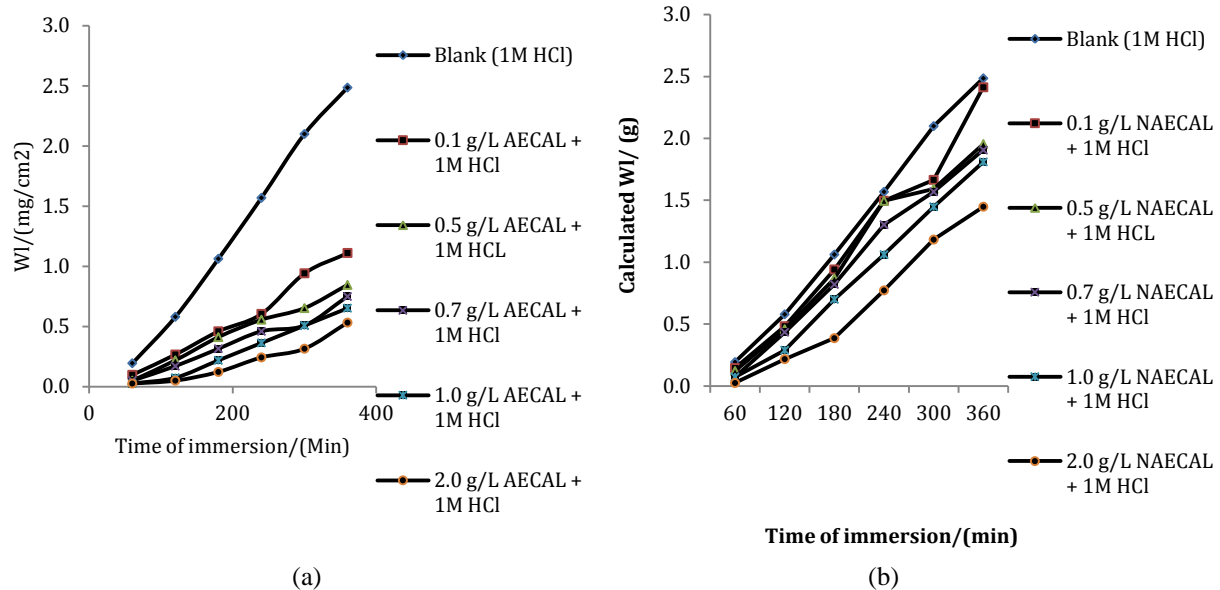 3.0
2.5
2.0
1.5
1.0
0.5
0.0
Wl/(mg/cm2)
0
200
400
Time of immersion/(Min)
Blank (1M HCl)
0.1 g/L AECAL +
1M HCl
0.5 g/L AECAL +
1M HCL
0.7 g/L AECAL +
1M HCl
1.0 g/L AECAL +
1M HCl
2.0 g/L AECAL +
1M HCl
(a)
3.0
2.5
2.0
1.5
1.0
0.5
0.0
Calculated Wl/ (g)
60 120 180 240 300 360
Time of immersion/(min)
Blank (1M HCl)
0.1 g/L NAECAL
+ 1M HCl
0.5 g/L NAECAL
+ 1M HCL
0.7 g/L NAECAL
+ 1M HCl
1.0 g/L NAECAL
+ 1M HCl
2.0 g/L NAECAL
+ 1M HCl
(b)